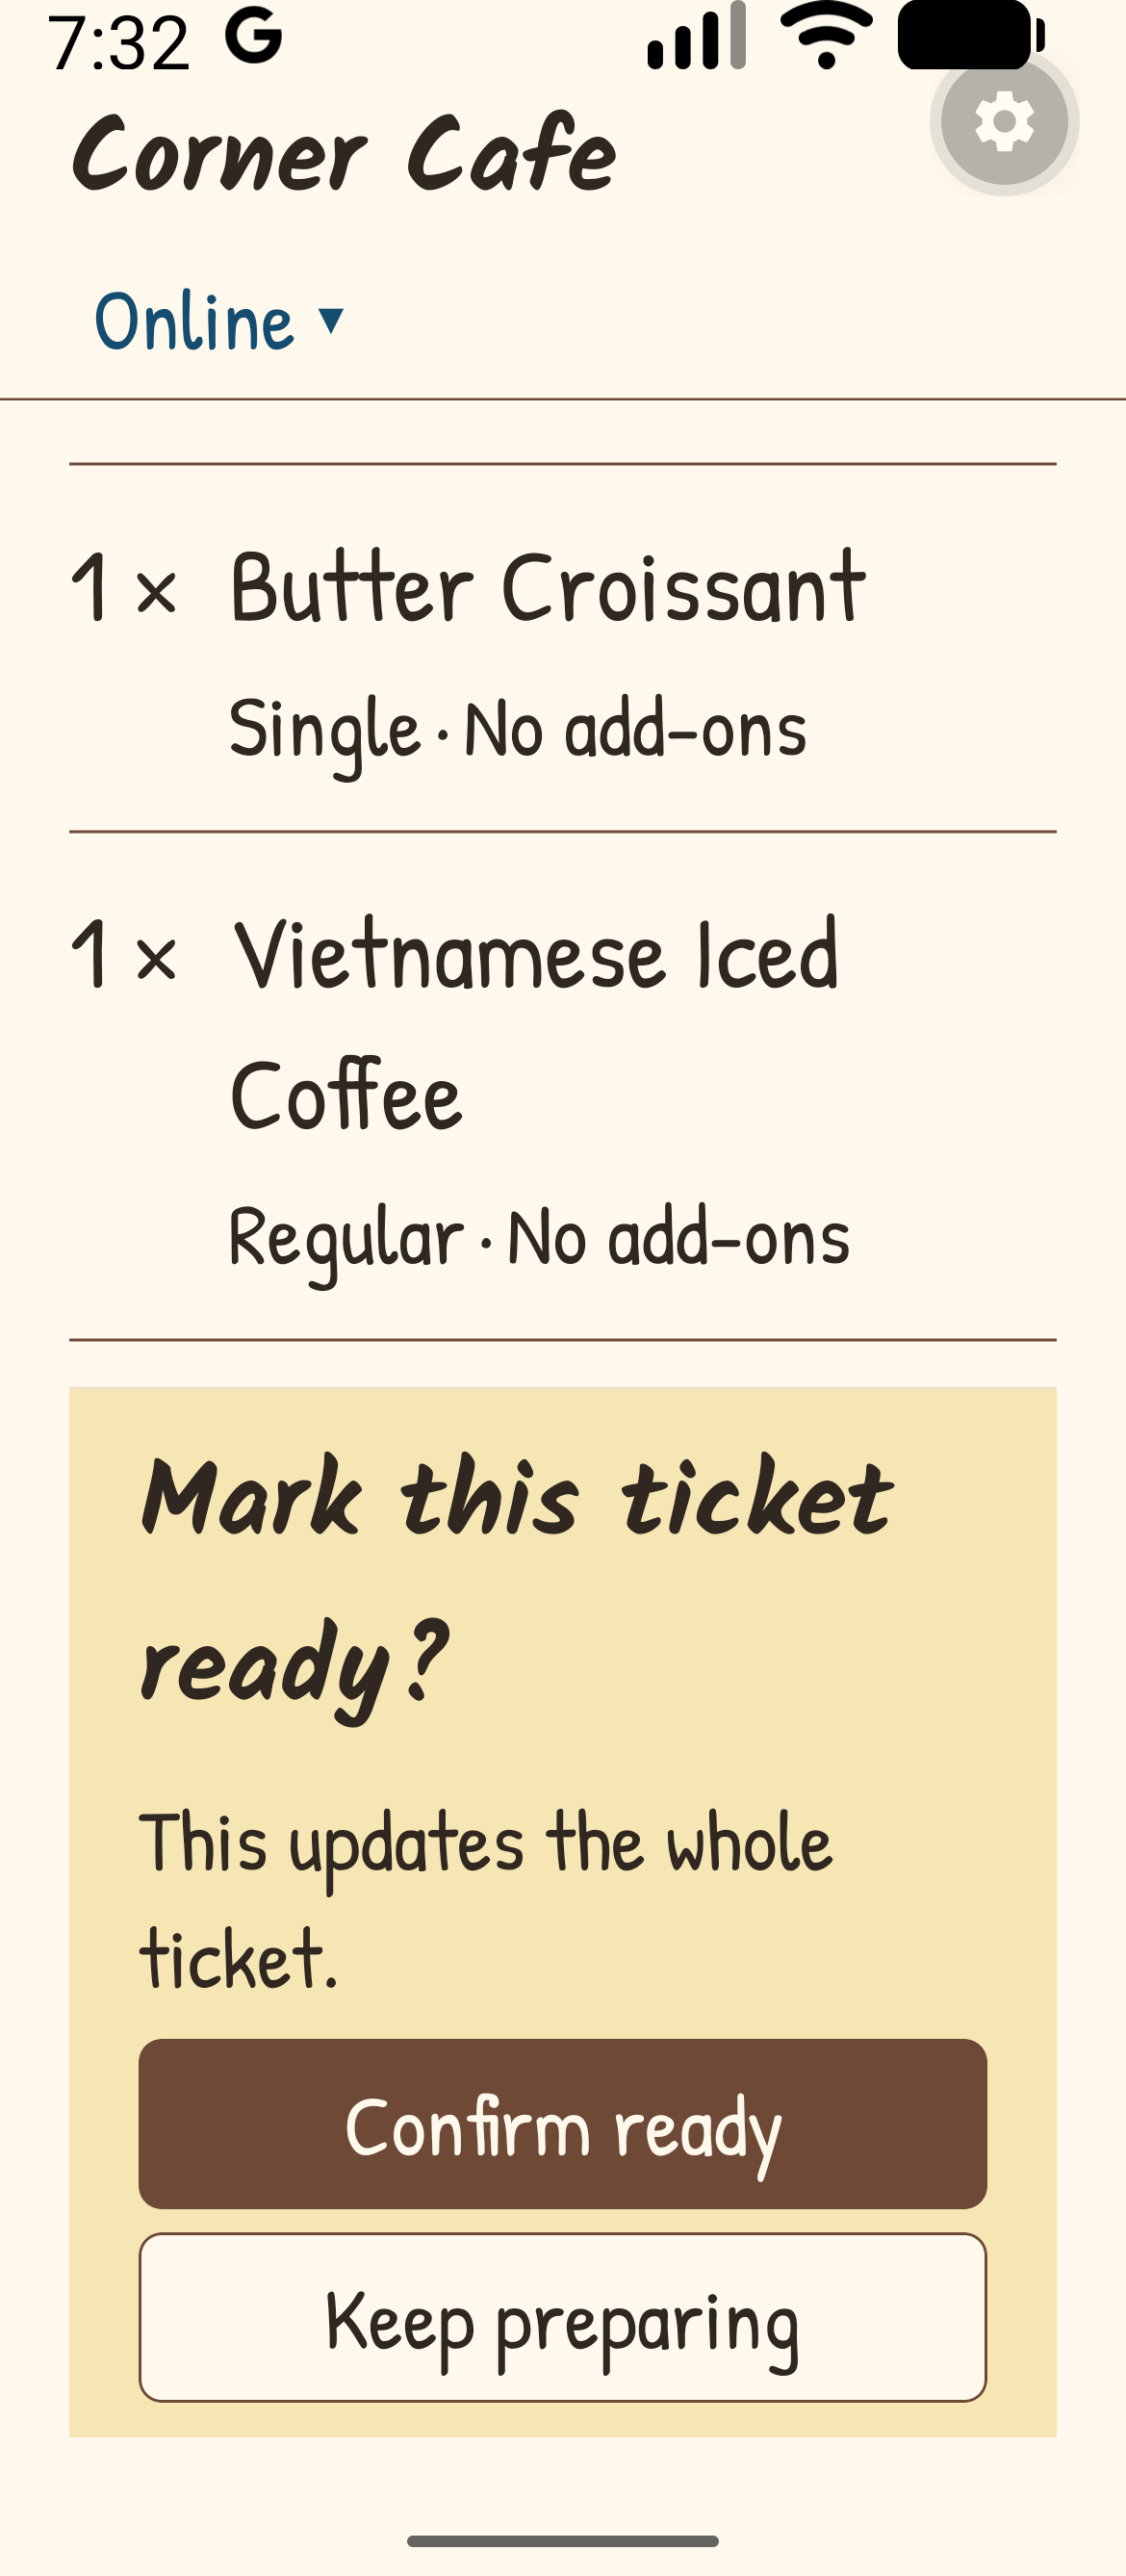 7:32 G
Corner Cafe
Online ▼
1 × Butter Croissant
Single · No add-ons
1 × Vietnamese Iced
Coffee
Regular · No add-ons
Mark this ticket
ready?
This updates the whole
ticket.
Confirm ready
Keep preparing